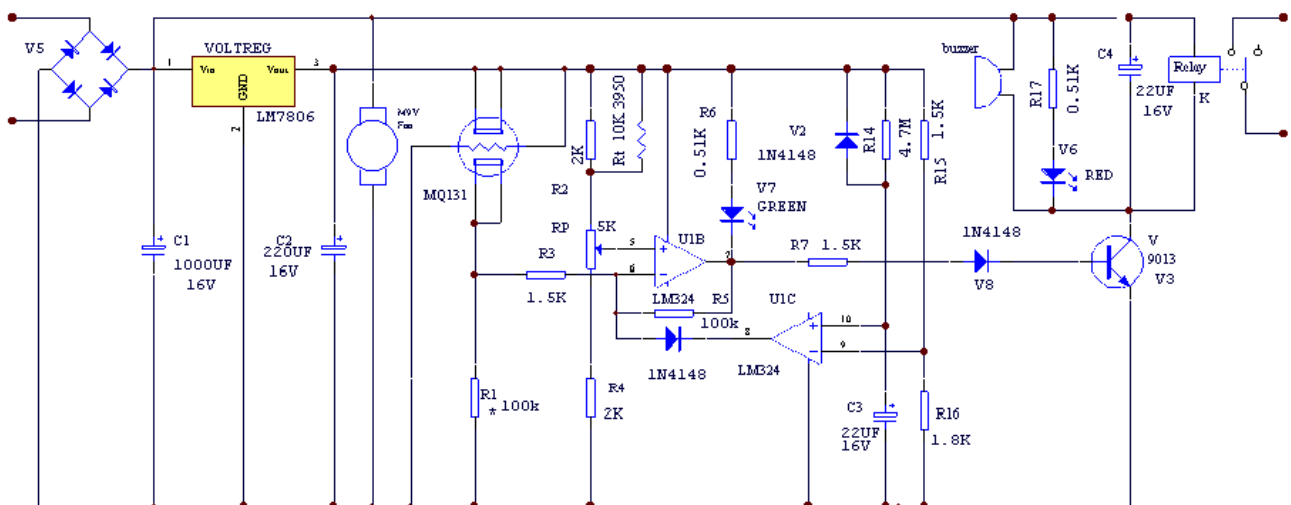 V5
VOLTREG
1
Vin
Vout
3
GND
2
LM7806
M9V
Fan
C1
1000UF
16V
C2
220UF
16V
MQ131
R1
* 100k
R2
2K
Rt 10K 3950
RP
5K
R3
1.5K
R4
2K
5
6
U1B
7
LM324
R5
100k
R6
0.51K
V7
GREEN
1N4148
8
U1C
10
9
LM324
R7 1.5K
V2
1N4148
R14
4.7M
R15
1.5K
C3
22UF
16V
R16
1.8K
1N4148
V8
buzzer
R17
0.51K
V6
RED
C4
22UF
16V
Relay
K
V
9013
V3